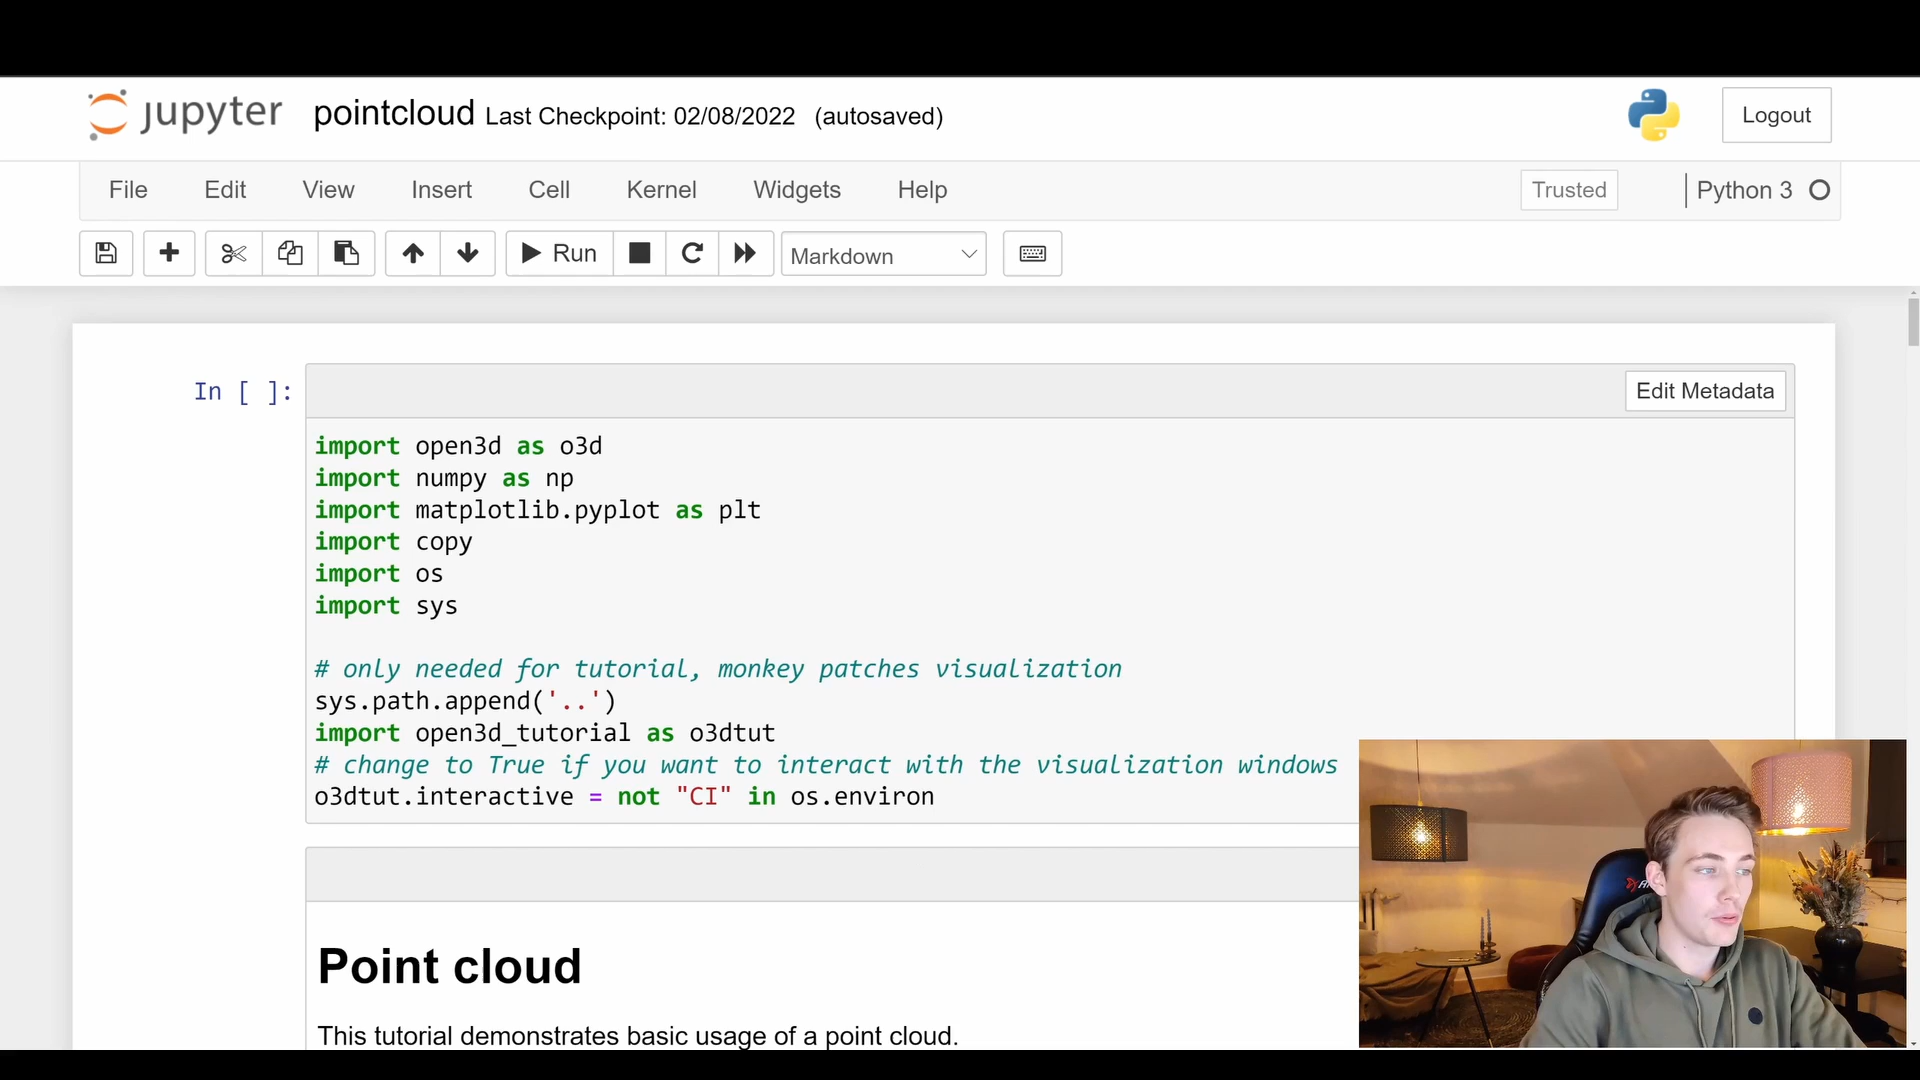 jupyter pointcloud Last Checkpoint: 02/08/2022 (autosaved) Logout
File Edit View Insert Cell Kernel Widgets Help Trusted Python 3
Run Markdown
In [ ]: Edit Metadata
import open3d as o3d
import numpy as np
import matplotlib.pyplot as plt
import copy
import os
import sys
# only needed for tutorial, monkey patches visualization
sys.path.append('..')
import open3d_tutorial as o3dtut
# change to True if you want to interact with the visualization windows
o3dtut.interactive = not "CI" in os.environ
Point cloud
This tutorial demonstrates basic usage of a point cloud.